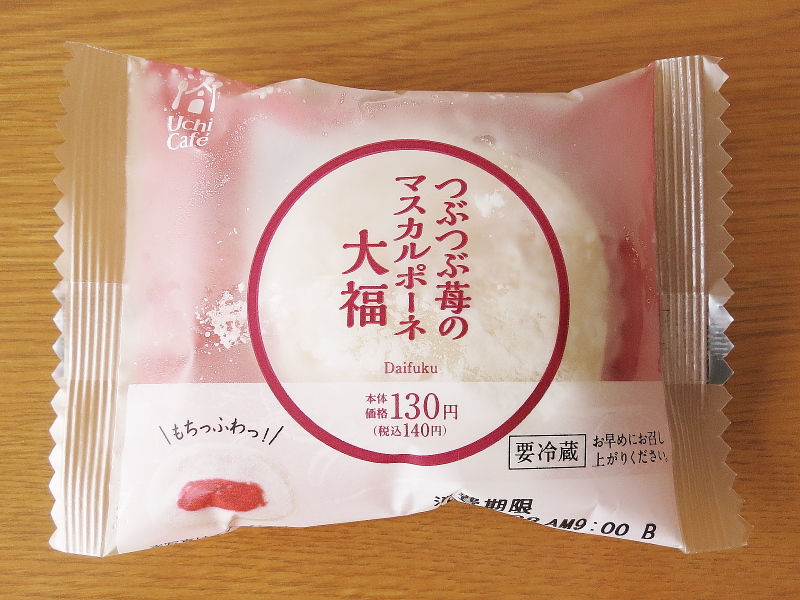 Uchi
Café
つぶつぶ苺の
マスカルポーネ
大福
Daifuku
本体
価格130円
(税込140円)
\もちっふわっ!/
要冷蔵
お早めにお召し
上がりください。
消費期限
AM9:00 B